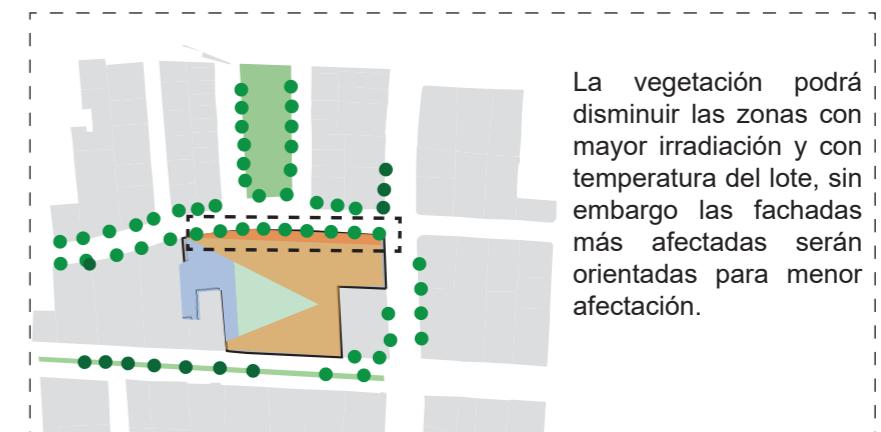 La vegetación podrá
disminuir las zonas con
mayor irradiación y con
temperatura del lote, sin
embargo las fachadas
más afectadas serán
orientadas para menor
afectación.